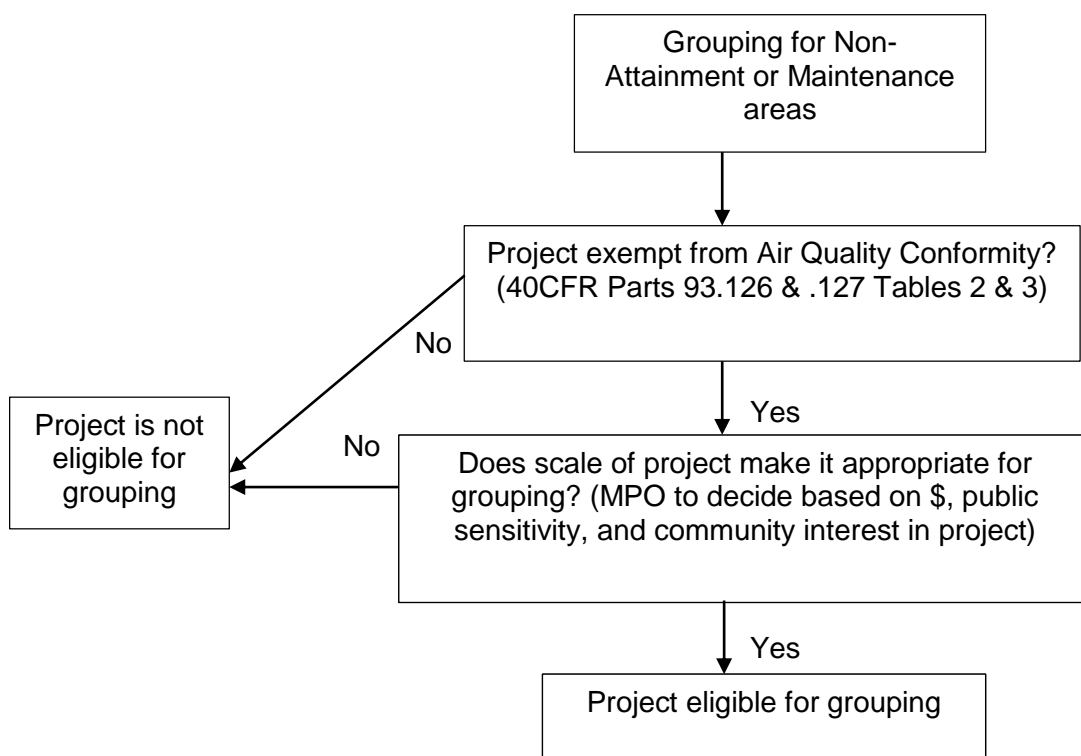 Grouping for Non-
Attainment or Maintenance
areas
Project exempt from Air Quality Conformity?
(40CFR Parts 93.126 & .127 Tables 2 & 3)
No
Yes
Project is not
eligible for
grouping
No
Does scale of project make it appropriate for
grouping? (MPO to decide based on $, public
sensitivity, and community interest in project)
Yes
Project eligible for grouping